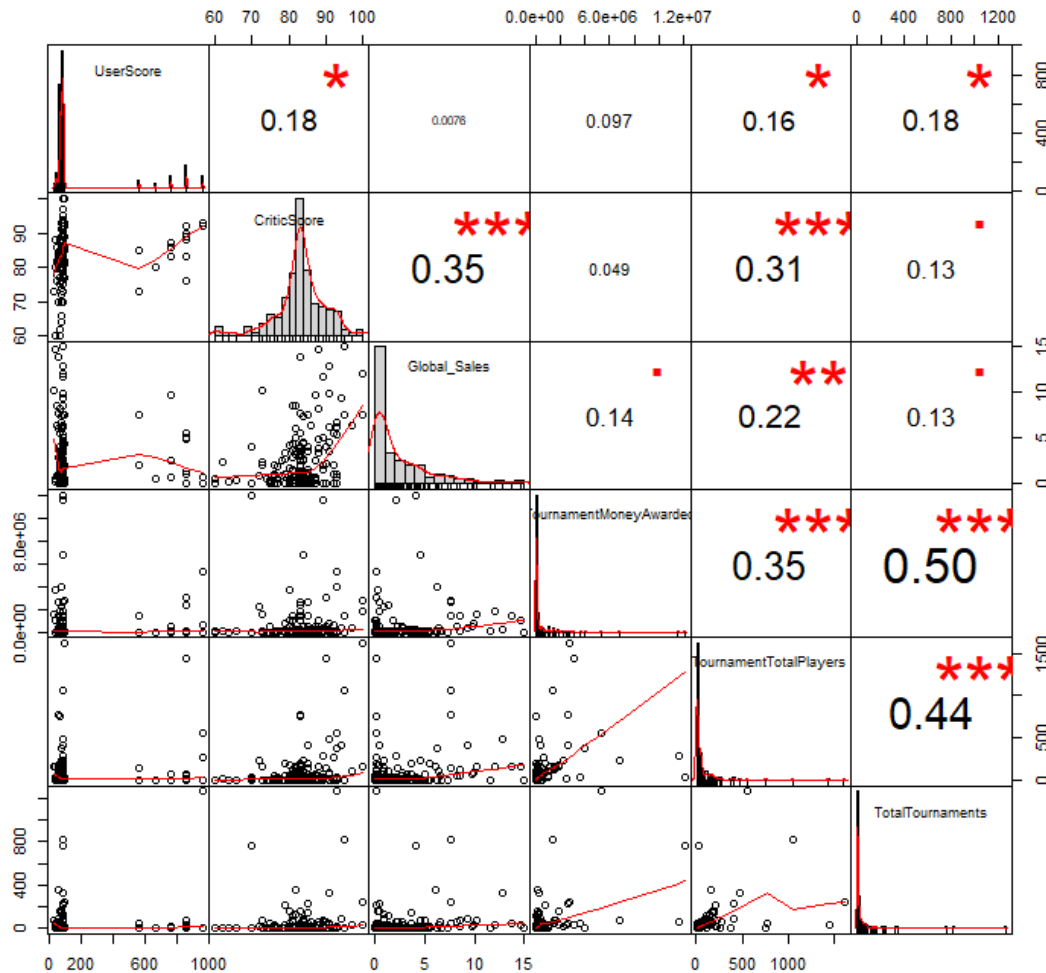 60 70 80 90 100 0.0e+00 6.0e+06 1.2e+07 0 400 800 1200
UserScore * 0.18 0.0076 0.097 * 0.16 * 0.18 0 400 800
60 70 80 90 CriticScore *** 0.35 0.049 *** 0.31 . 0.13
Global_Sales . 0.14 ** 0.22 . 0.13 0 5 10 15
0.0e+00 8.0e+06 TournamentMoneyAwarded *** 0.35 *** 0.50
TournamentTotalPlayers *** 0.44 0 500 1500
0 400 800 TotalTournaments
0 200 600 1000 0 5 10 15 0 500 1000